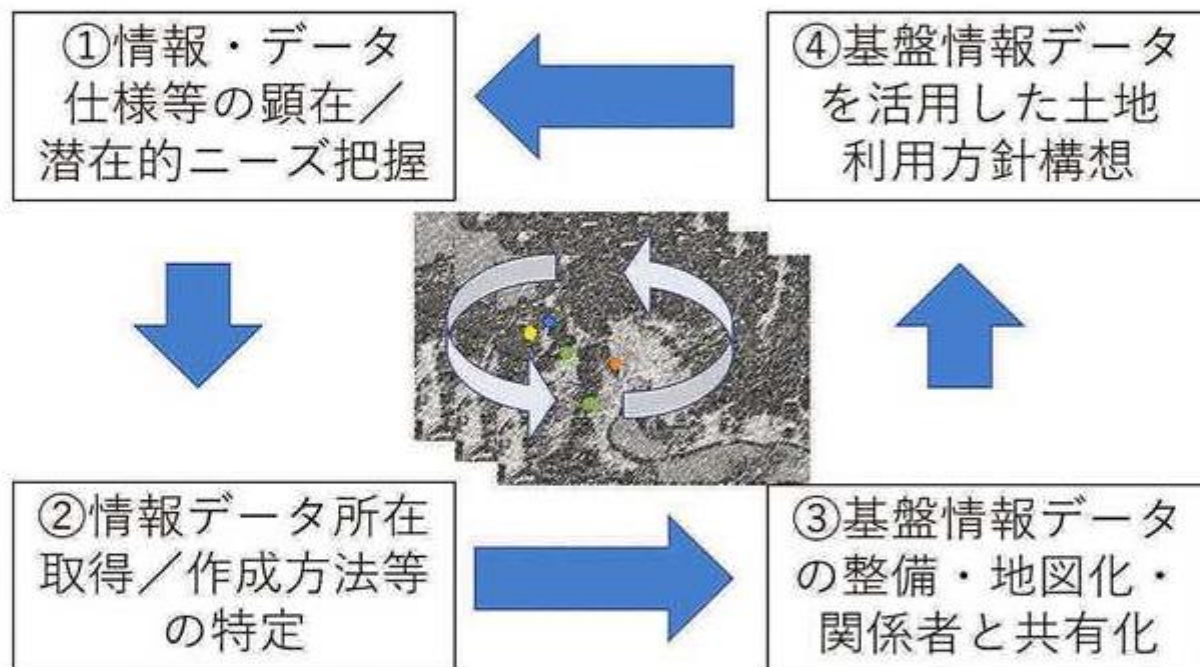 ①情報・データ
仕様等の顕在／
潜在的ニーズ把握
②情報データ所在
取得／作成方法等
の特定
③基盤情報データ
の整備・地図化・
関係者と共有化
④基盤情報データ
を活用した土地
利用方針構想